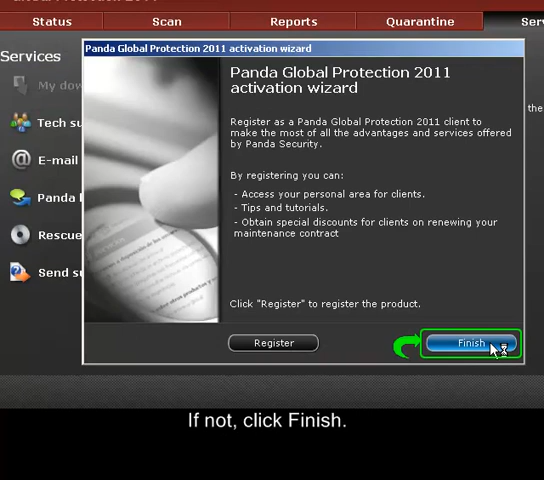 Status Scan Reports Quarantine
Services
Panda Global Protection 2011 activation wizard
Panda Global Protection 2011
activation wizard
Register as a Panda Global Protection 2011 client to
make the most of all the advantages and services offered
by Panda Security.
By registering you can:
- Access your personal area for clients.
- Tips and tutorials.
- Obtain special discounts for clients on renewing your
maintenance contract
Click "Register" to register the product.
Register Finish
My
Tech
E-mail
Panda
Rescue
Send
the
If not, click Finish.